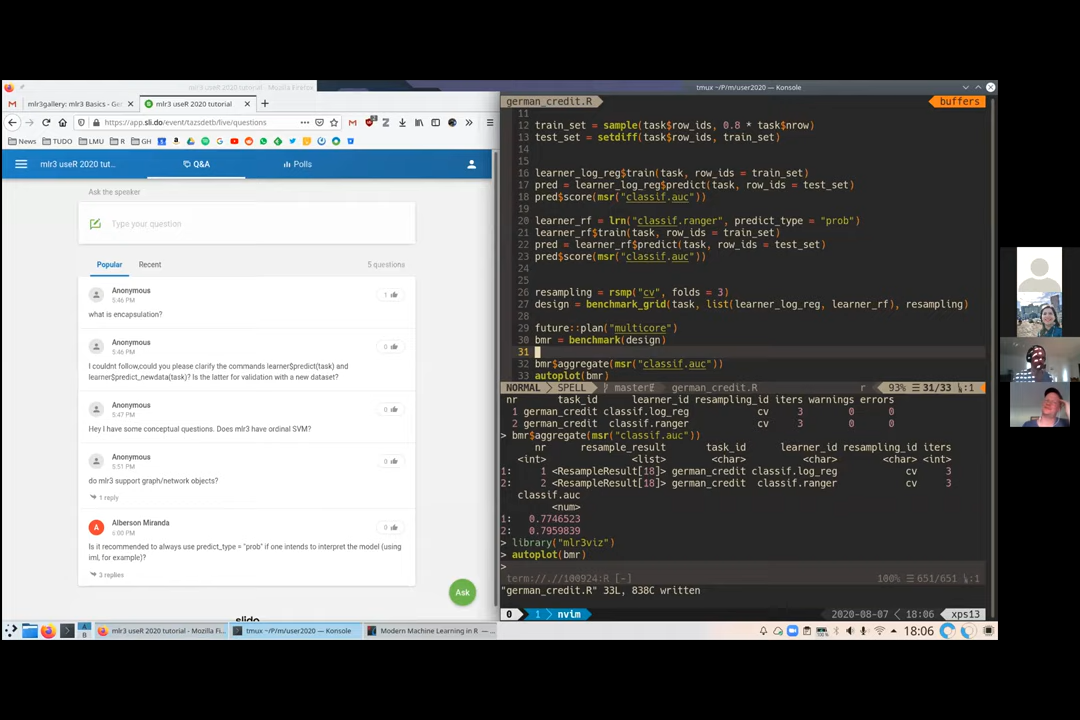 mlr3 useR 2020 tutorial - Mozilla Firefox
tmux ~/P/m/user2020 — Konsole
mlr3gallery: mlr3 Basics - Ger
mlr3 useR 2020 tutorial
https://app.sli.do/event/tazsdetb/live/questions
News TUDO LMU R GH
mlr3 useR 2020 tut...
Q&A
Polls
Ask the speaker
Type your question
Popular Recent 5 questions
Anonymous
5:46 PM
1
what is encapsulation?
Anonymous
5:46 PM
0
I couldnt follow,could you please clarify the commands learner$predict(task) and
learner$predict_newdata(task)? Is the latter for validation with a new dataset?
Anonymous
5:47 PM
0
Hey I have some conceptual questions. Does mlr3 have ordinal SVM?
Anonymous
5:51 PM
0
do mlr3 support graph/network objects?
1 reply
A
Alberson Miranda
6:00 PM
0
Is it recommended to always use predict_type = "prob" if one intends to interpret the model (using
iml, for example)?
3 replies
Ask
slido
german_credit.R
buffers
11
12 train_set = sample(task$row_ids, 0.8 * task$nrow)
13 test_set = setdiff(task$row_ids, train_set)
14
15
16 learner_log_reg$train(task, row_ids = train_set)
17 pred = learner_log_reg$predict(task, row_ids = test_set)
18 pred$score(msr("classif.auc"))
19
20 learner_rf = lrn("classif.ranger", predict_type = "prob")
21 learner_rf$train(task, row_ids = train_set)
22 pred = learner_rf$predict(task, row_ids = test_set)
23 pred$score(msr("classif.auc"))
24
25
26 resampling = rsmp("cv", folds = 3)
27 design = benchmark_grid(task, list(learner_log_reg, learner_rf), resampling)
28
29 future::plan("multicore")
30 bmr = benchmark(design)
31
32 bmr$aggregate(msr("classif.auc"))
33 autoplot(bmr)
NORMAL SPELL master german_credit.R r 93% 31/33 :1
nr task_id learner_id resampling_id iters warnings errors
1 german_credit classif.log_reg cv 3 0 0
2 german_credit classif.ranger cv 3 0 0
> bmr$aggregate(msr("classif.auc"))
nr resample_result task_id learner_id resampling_id iters
<int> <list> <char> <char> <char> <int>
1: 1 <ResampleResult[18]> german_credit classif.log_reg cv 3
2: 2 <ResampleResult[18]> german_credit classif.ranger cv 3
classif.auc
<num>
1: 0.7746523
2: 0.7959839
> library("mlr3viz")
> autoplot(bmr)
>
term://.//100924:R [-] 100% 651/651 :1
"german_credit.R" 33L, 838C written
0 1 nvim 2020-08-07 18:06 xps13
mlr3 useR 2020 tutorial - Mozilla Fi...
tmux ~/P/m/user2020 — Konsole
Modern Machine Learning in R — ...
18:06